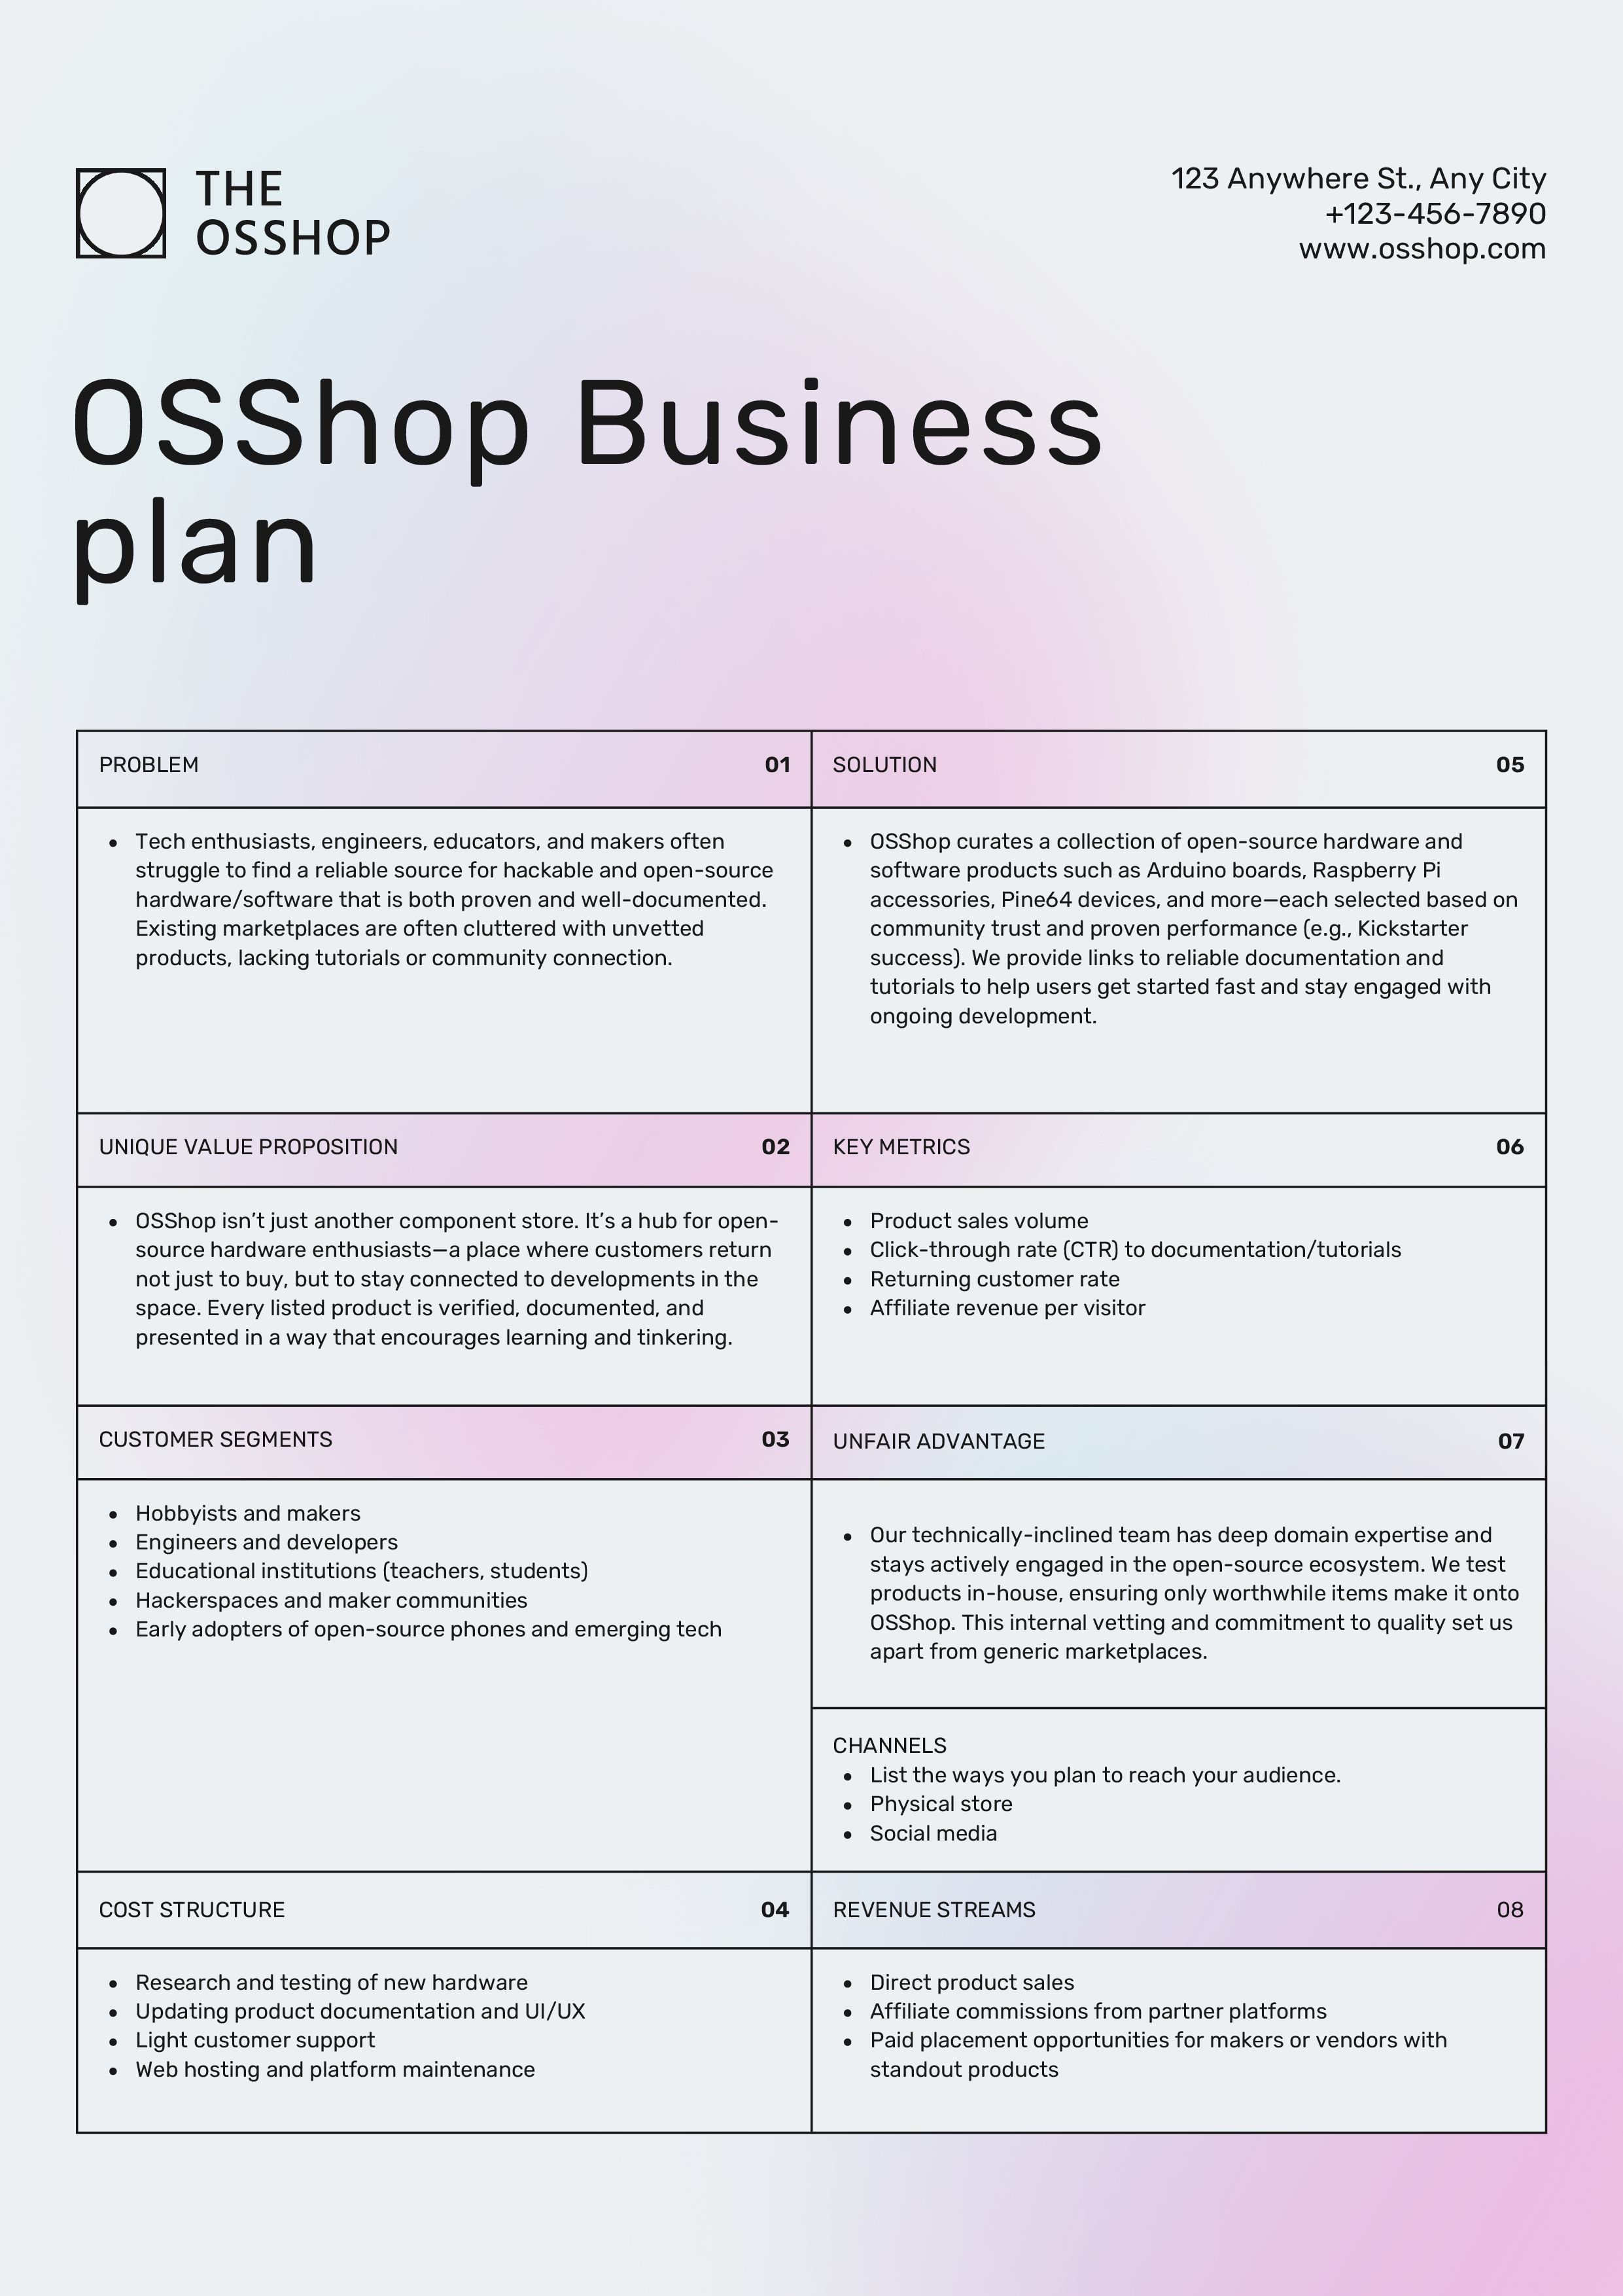 THE
OSSHOP
123 Anywhere St., Any City
+123-456-7890
www.osshop.com
OSShop Business
plan
PROBLEM 01
• Tech enthusiasts, engineers, educators, and makers often
struggle to find a reliable source for hackable and open-source
hardware/software that is both proven and well-documented.
Existing marketplaces are often cluttered with unvetted
products, lacking tutorials or community connection.
SOLUTION 05
• OSShop curates a collection of open-source hardware and
software products such as Arduino boards, Raspberry Pi
accessories, Pine64 devices, and more—each selected based on
community trust and proven performance (e.g., Kickstarter
success). We provide links to reliable documentation and
tutorials to help users get started fast and stay engaged with
ongoing development.
UNIQUE VALUE PROPOSITION 02
• OSShop isn’t just another component store. It’s a hub for open-
source hardware enthusiasts—a place where customers return
not just to buy, but to stay connected to developments in the
space. Every listed product is verified, documented, and
presented in a way that encourages learning and tinkering.
KEY METRICS 06
• Product sales volume
• Click-through rate (CTR) to documentation/tutorials
• Returning customer rate
• Affiliate revenue per visitor
CUSTOMER SEGMENTS 03
• Hobbyists and makers
• Engineers and developers
• Educational institutions (teachers, students)
• Hackerspaces and maker communities
• Early adopters of open-source phones and emerging tech
UNFAIR ADVANTAGE 07
• Our technically-inclined team has deep domain expertise and
stays actively engaged in the open-source ecosystem. We test
products in-house, ensuring only worthwhile items make it onto
OSShop. This internal vetting and commitment to quality set us
apart from generic marketplaces.
CHANNELS
• List the ways you plan to reach your audience.
• Physical store
• Social media
COST STRUCTURE 04
• Research and testing of new hardware
• Updating product documentation and UI/UX
• Light customer support
• Web hosting and platform maintenance
REVENUE STREAMS 08
• Direct product sales
• Affiliate commissions from partner platforms
• Paid placement opportunities for makers or vendors with
standout products